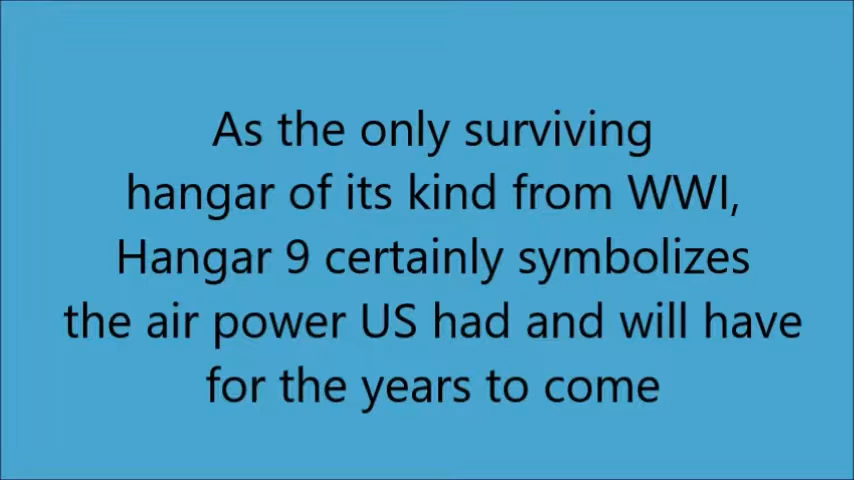 As the only surviving
hangar of its kind from WWI,
Hangar 9 certainly symbolizes
the air power US had and will have
for the years to come